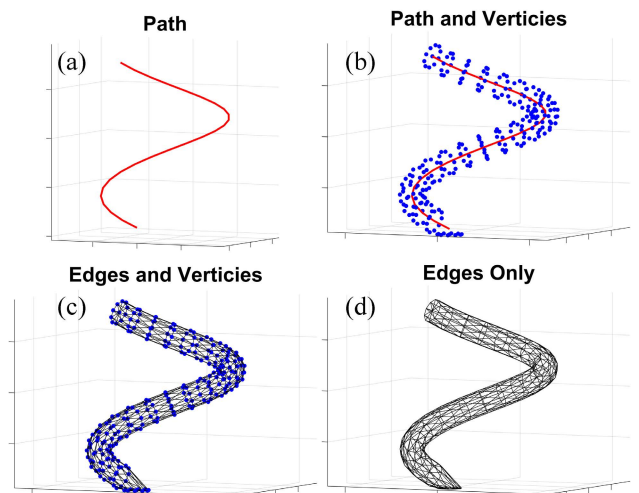 Path
(a)
Path and Verticies
(b)
Edges and Verticies
(c)
Edges Only
(d)